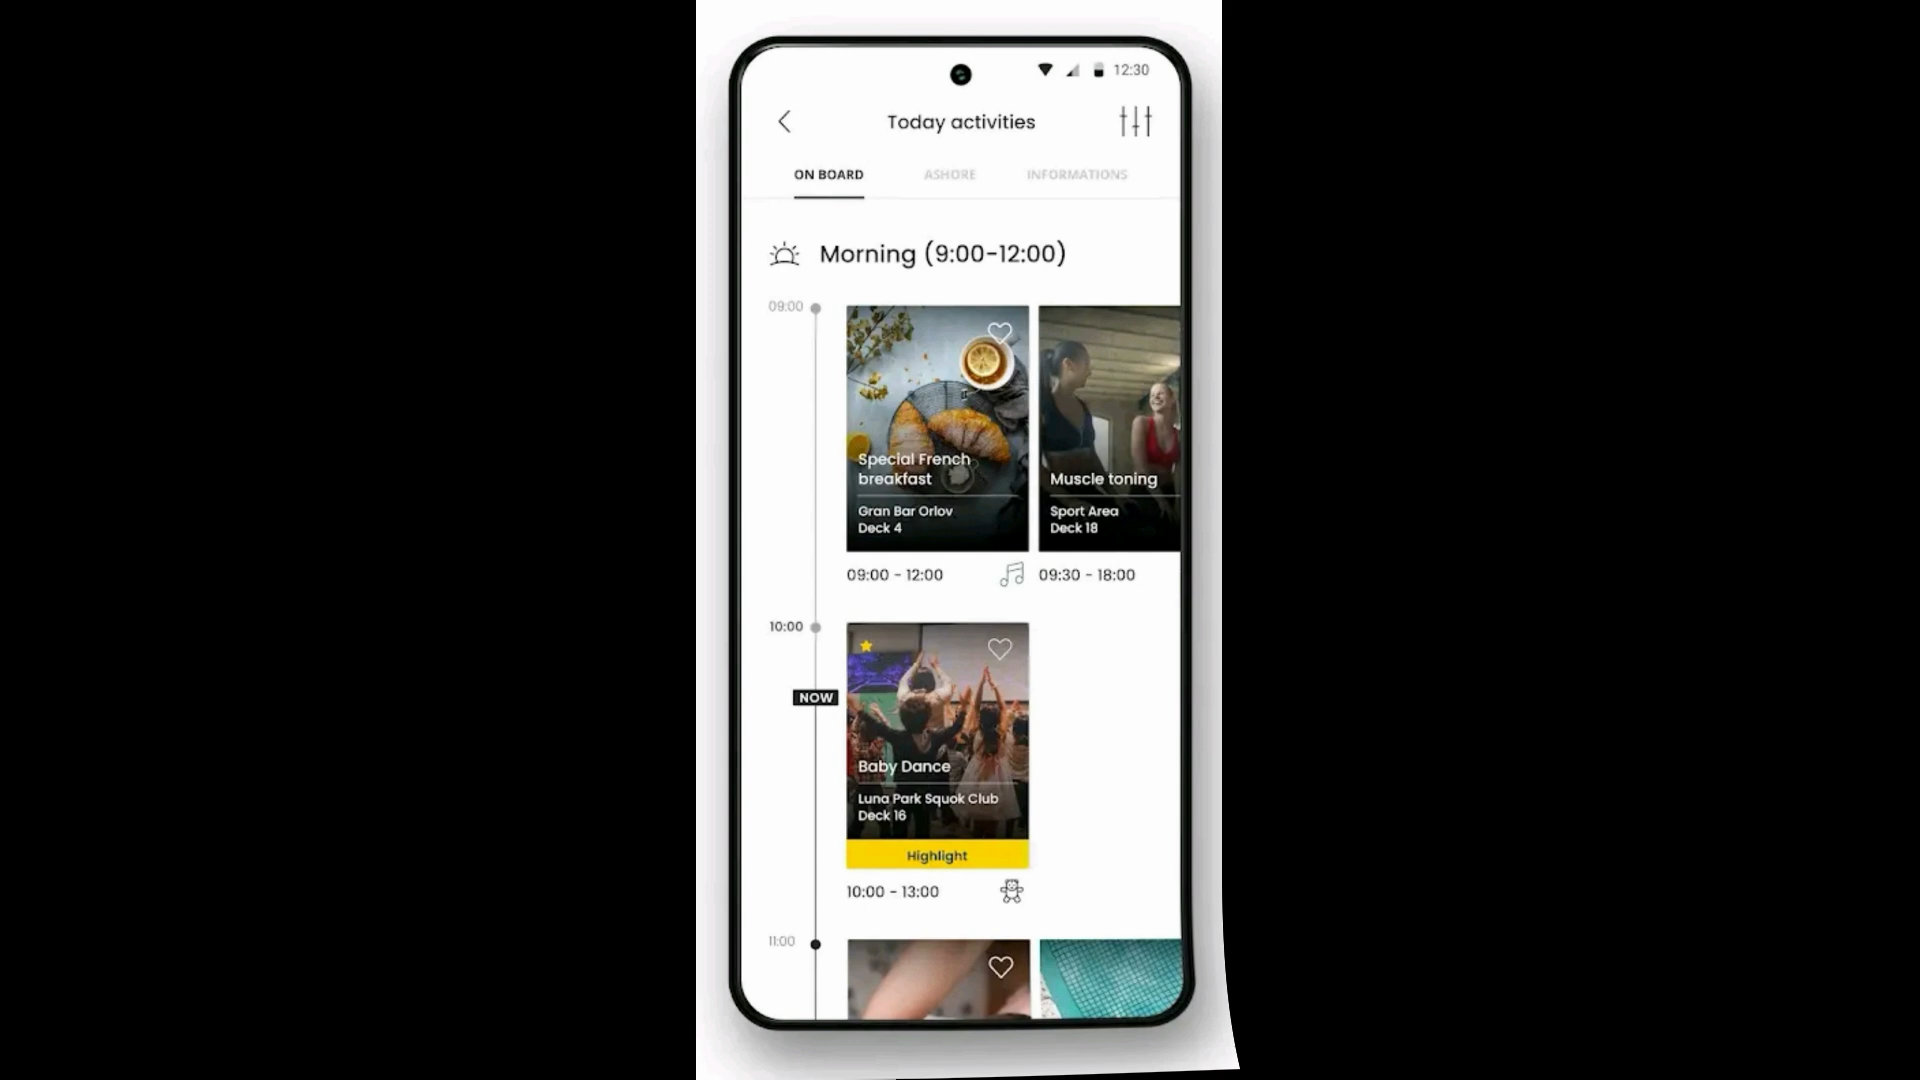 12:30
Today activities
ON BOARD
ASHORE
INFORMATIONS
Morning (9:00-12:00)
09:00
Special French
breakfast
Gran Bar Orlov
Deck 4
09:00 - 12:00
Muscle toning
Sport Area
Deck 18
09:30 - 18:00
10:00
NOW
Baby Dance
Luna Park Squok Club
Deck 16
Highlight
10:00 - 13:00
11:00